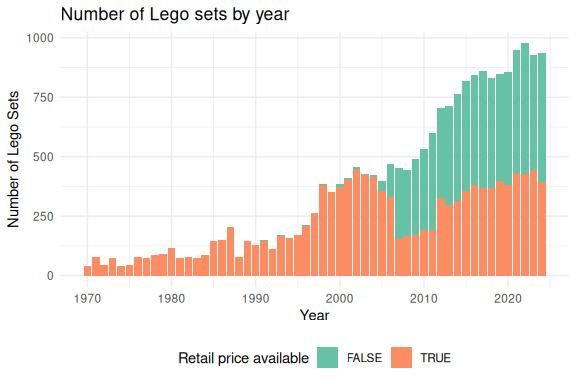 Number of Lego sets by year
Number of Lego Sets
1000
750
500
250
0
1970 1980 1990 2000 2010 2020
Year
Retail price available FALSE TRUE